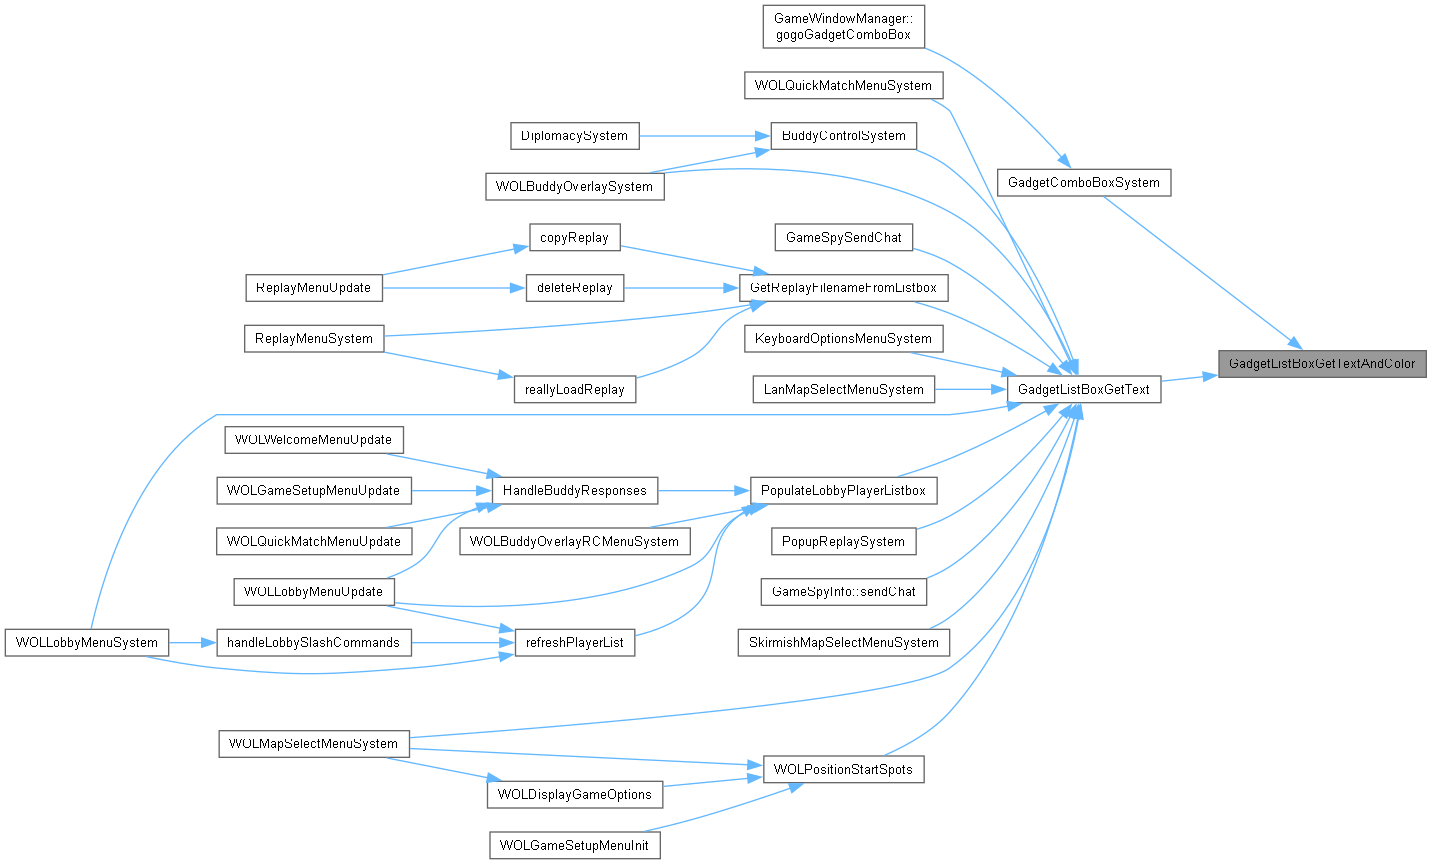 GameWindowManager::
gogoGadgetComboBox
WOLQuickMatchMenuSystem
DiplomacySystem
BuddyControlSystem
GadgetComboBoxSystem
WOLBuddyOverlaySystem
copyReplay
GameSpySendChat
ReplayMenuUpdate
deleteReplay
GetReplayFilenameFromListbox
ReplayMenuSystem
KeyboardOptionsMenuSystem
GadgetListBoxGetTextAndColor
reallyLoadReplay
LanMapSelectMenuSystem
GadgetListBoxGetText
WOLWelcomeMenuUpdate
WOLGameSetupMenuUpdate
HandleBuddyResponses
PopulateLobbyPlayerListbox
WOLQuickMatchMenuUpdate
WOLBuddyOverlayRCMenuSystem
PopupReplaySystem
WOLLobbyMenuUpdate
GameSpyInfo::sendChat
WOLLobbyMenuSystem
handleLobbySlashCommands
refreshPlayerList
SkirmishMapSelectMenuSystem
WOLMapSelectMenuSystem
WOLPositionStartSpots
WOLDisplayGameOptions
WOLGameSetupMenuInit